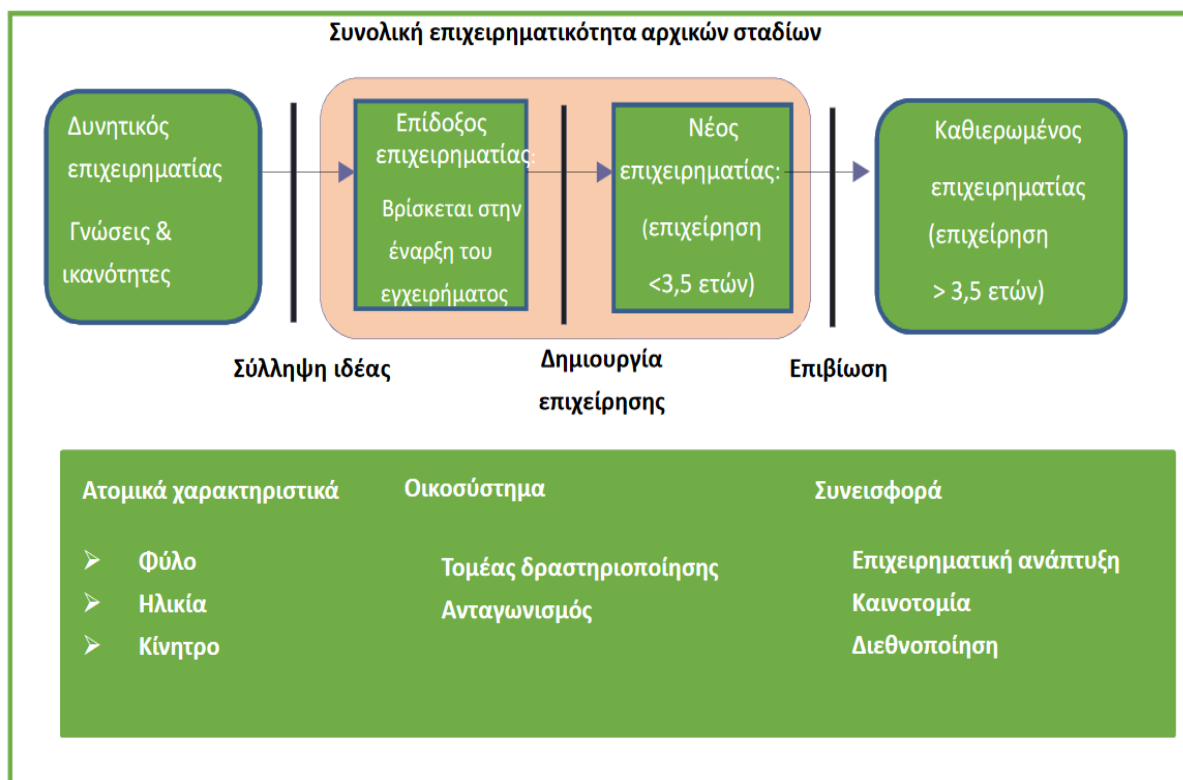 Συνολική επιχειρηματικότητα αρχικών σταδίων
Δυνητικός
επιχειρηματίας
Γνώσεις &
ικανότητες
Επίδοξος
επιχειρηματίας:
Βρίσκεται στην
έναρξη του
εγχειρήματος
Νέος
επιχειρηματίας:
(επιχείρηση
<3,5 ετών)
Καθιερωμένος
επιχειρηματίας
(επιχείρηση
> 3,5 ετών)
Σύλληψη ιδέας
Δημιουργία
επιχείρησης
Επιβίωση
Ατομικά χαρακτηριστικά
Φύλο
Ηλικία
Κίνητρο
Οικοσύστημα
Τομέας δραστηριοποίησης
Ανταγωνισμός
Συνεισφορά
Επιχειρηματική ανάπτυξη
Καινοτομία
Διεθνοποίηση